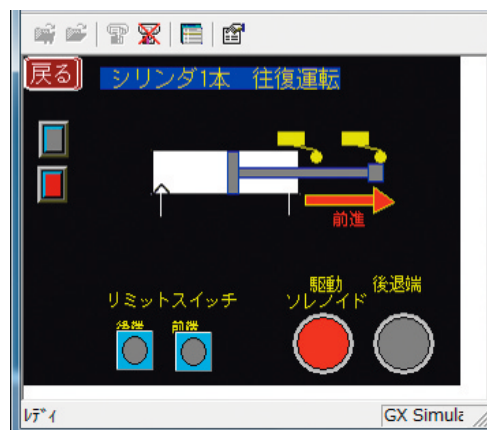 戻る
シリンダ1本 往復運転
前進
リミットスイッチ
後端 前端
駆動
ソレノイド
後退端
ﾚﾃﾞｨ
GX Simula